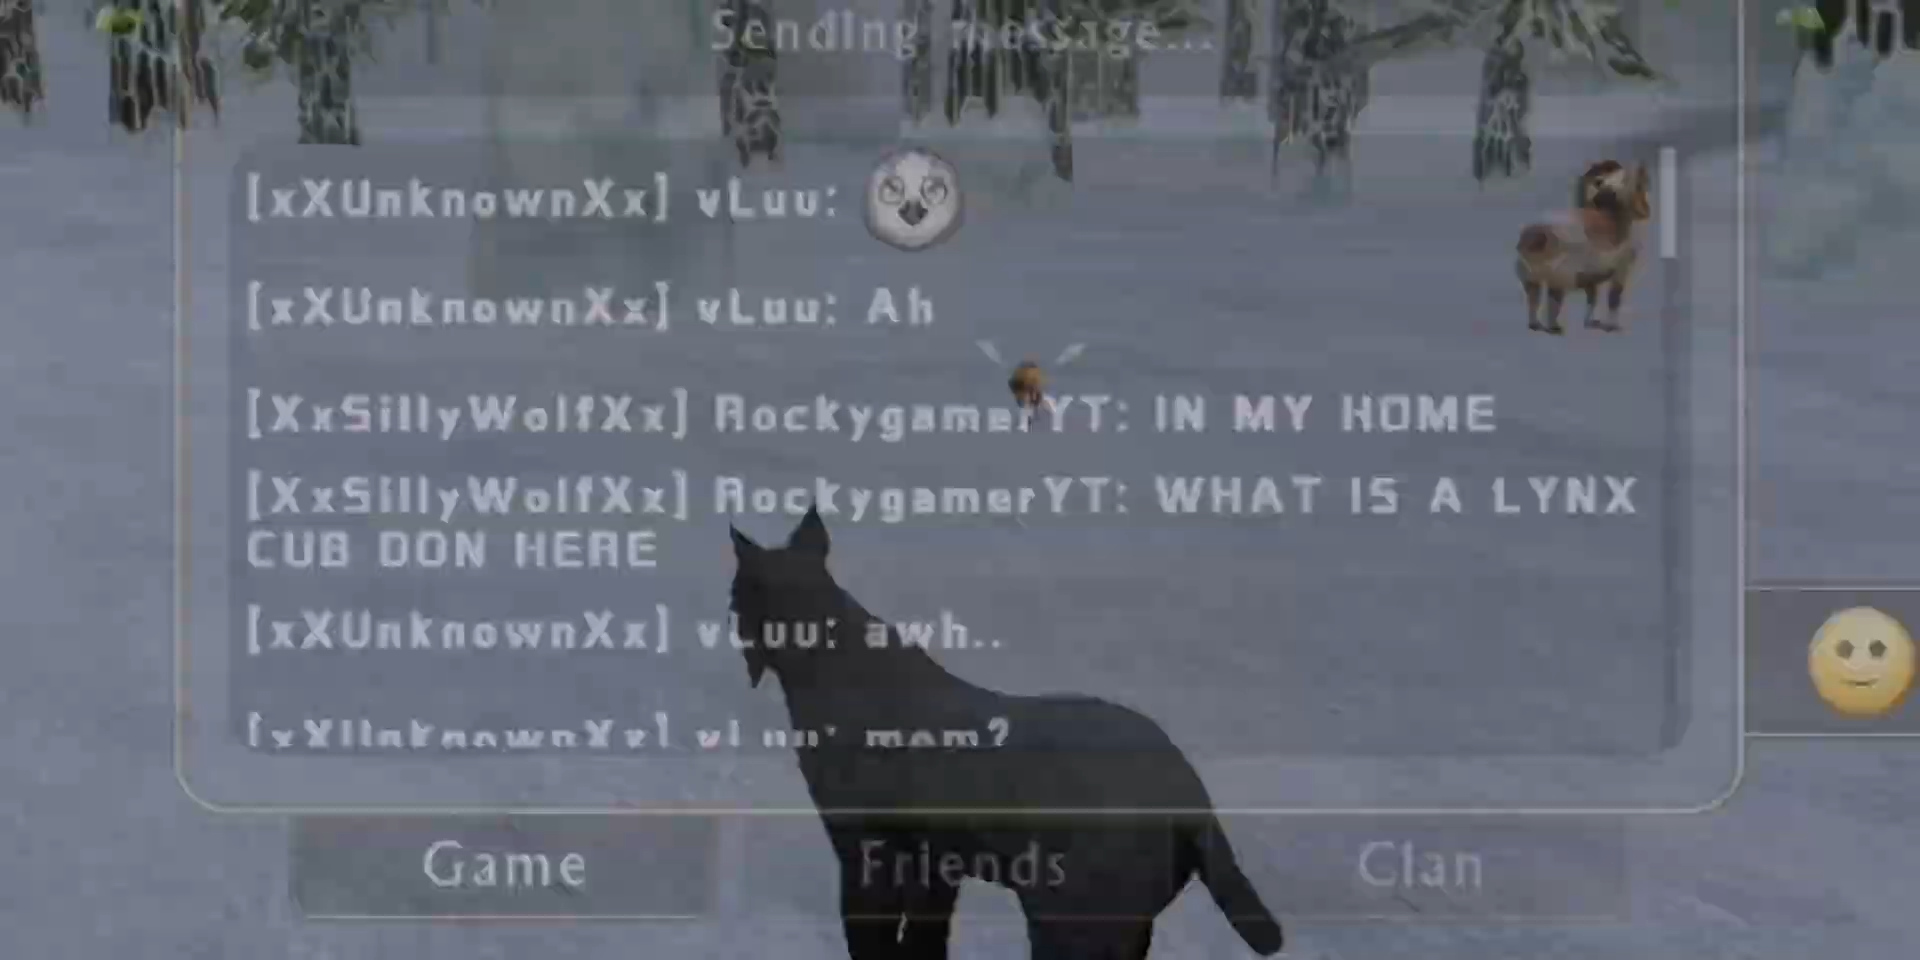 Sending message...
[xXUnknownXx] vLuu:
[xXUnknownXx] vLuu: Ah
[XxSillyWolfXx] RockygamerYT: IN MY HOME
[XxSillyWolfXx] RockygamerYT: WHAT IS A LYNX
CUB DON HERE
[xXUnknownXx] vLuu: awh..
[xXUnknownXx] vLuu: mom?
Game Friends Clan